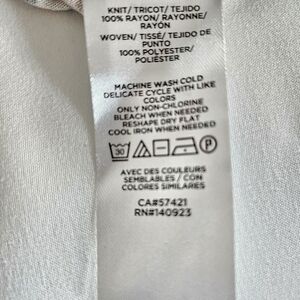 KNIT/ TRICOT/ TEJIDO
100% RAYON/ RAYONNE/
RAYÓN
WOVEN/ TISSÉ/ TEJIDO DE
PUNTO
100% POLYESTER/
POLIÉSTER
MACHINE WASH COLD
DELICATE CYCLE WITH LIKE
COLORS
ONLY NON-CHLORINE
BLEACH WHEN NEEDED
RESHAPE DRY FLAT
COOL IRON WHEN NEEDED
30
AVEC DES COULEURS
SEMBLABLES / CON
COLORES SIMILARES
CA#57421
RN#140923